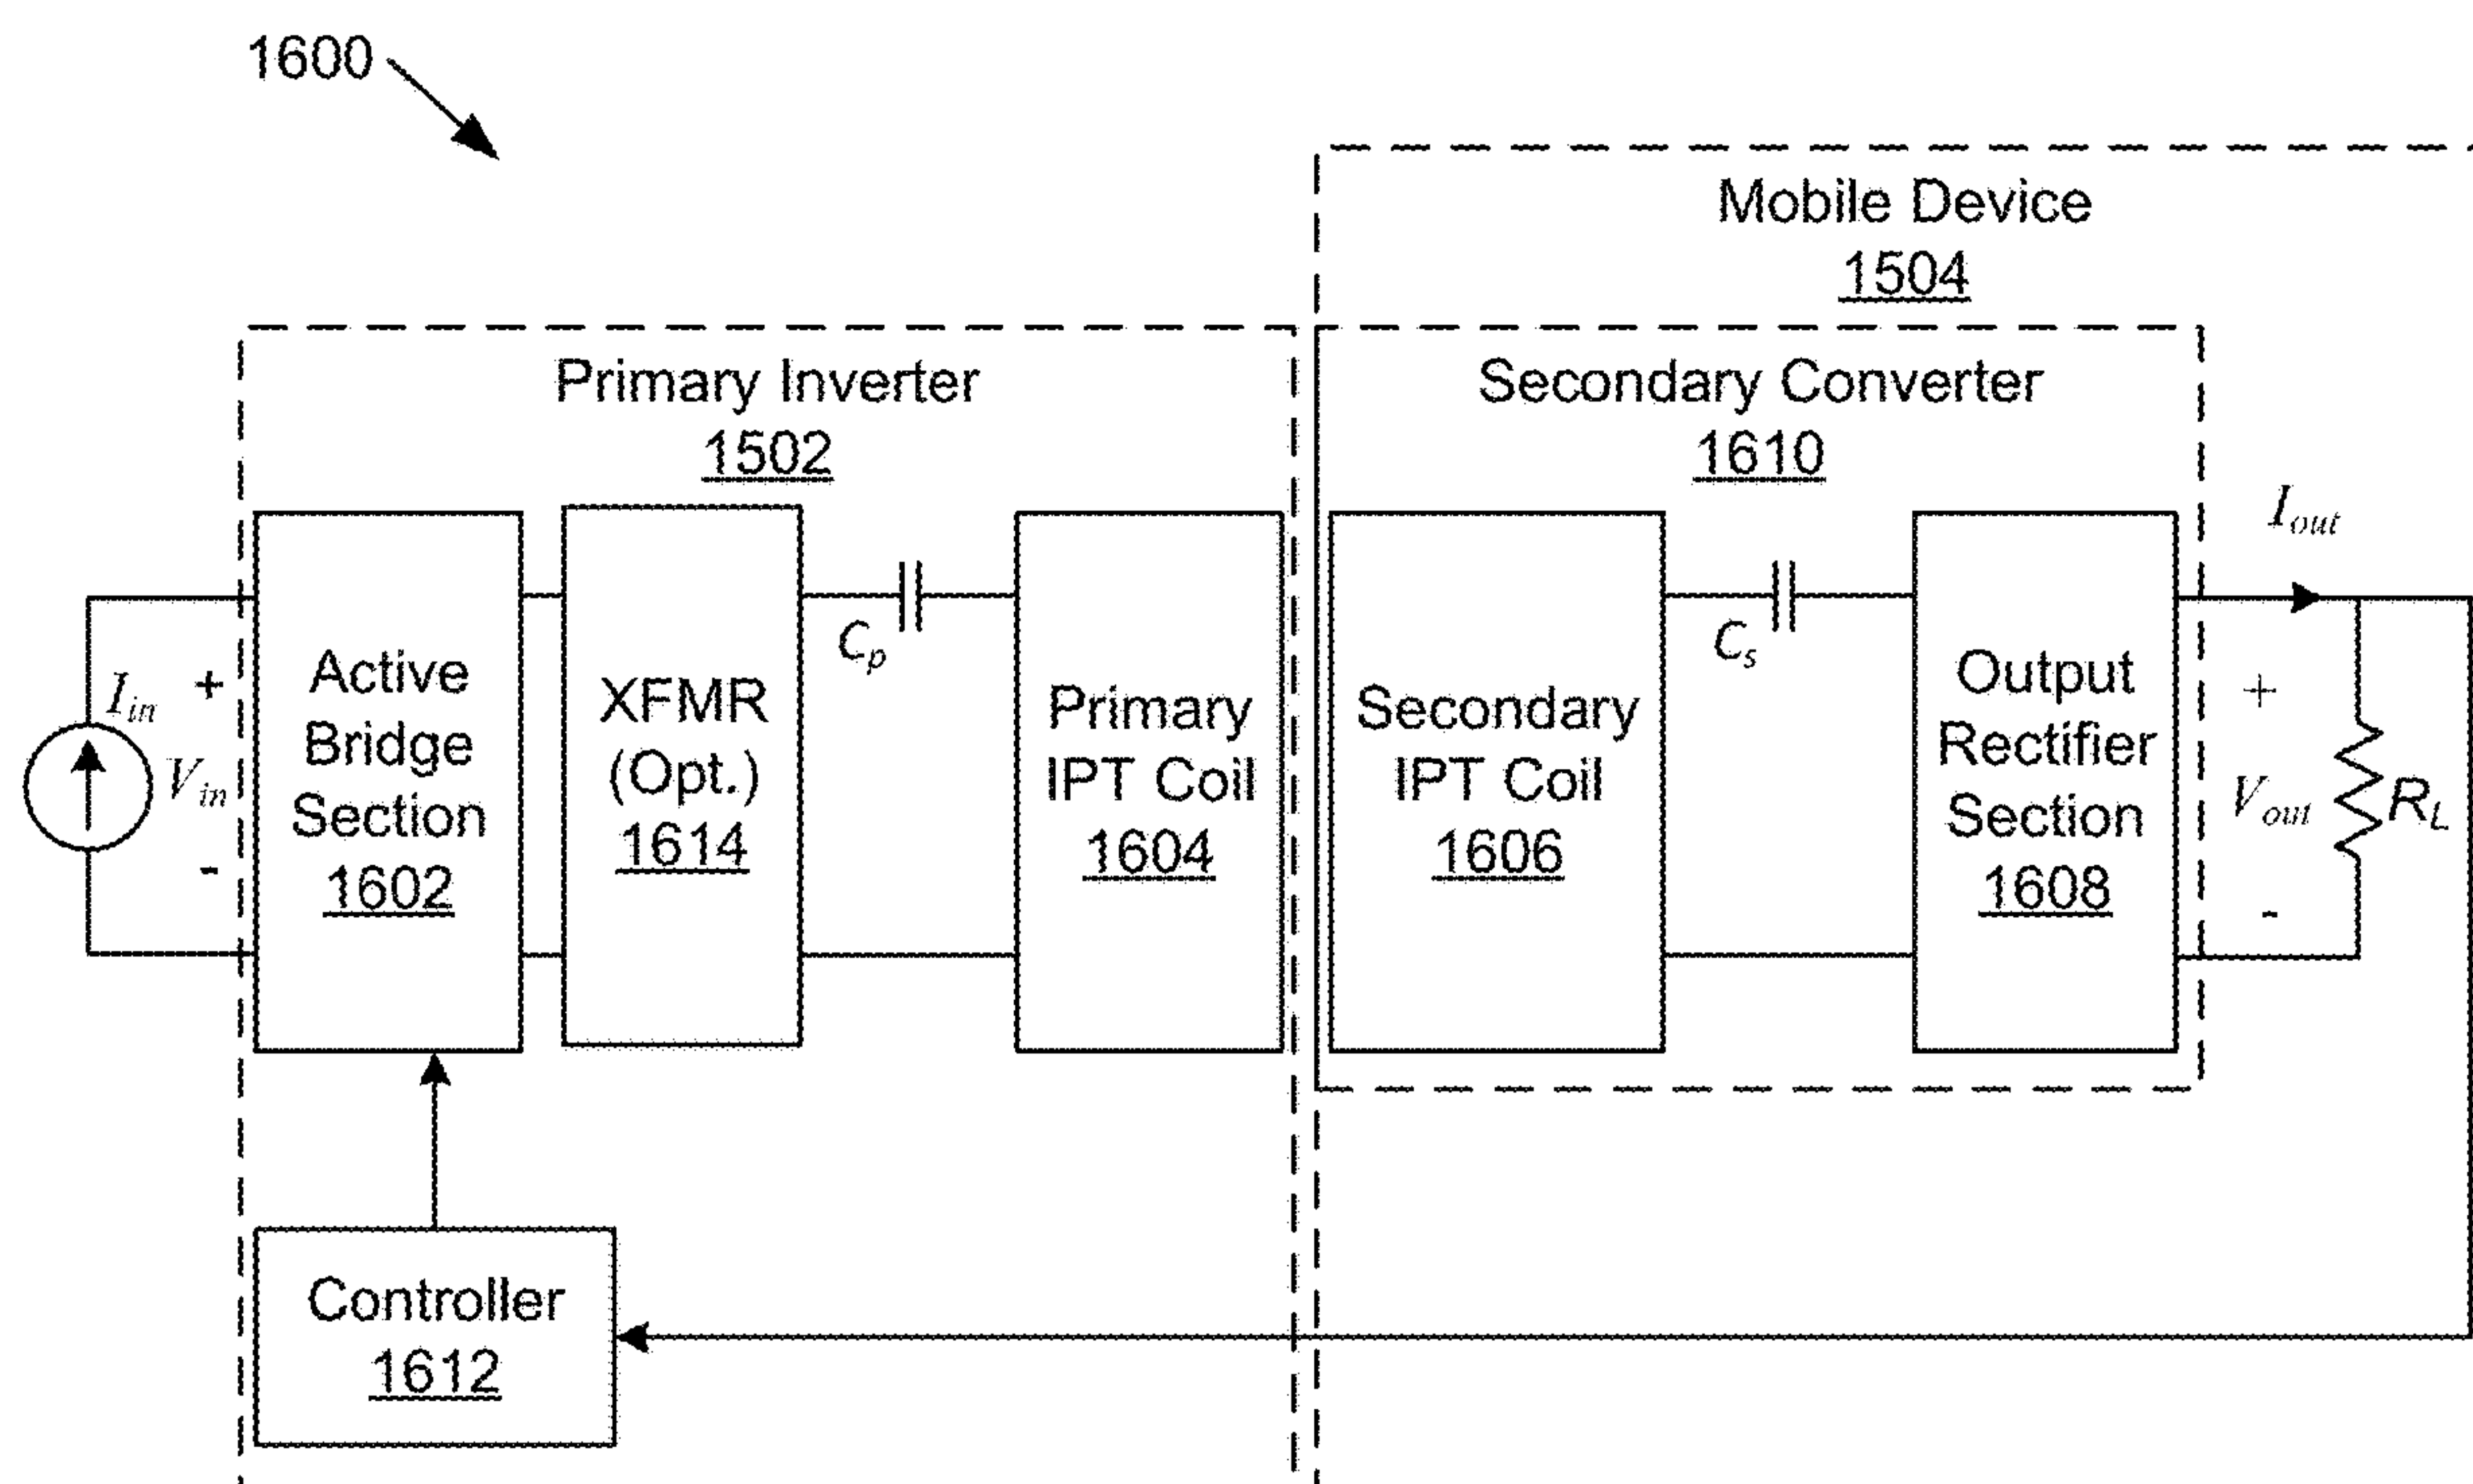 1600
Mobile Device
1504
Primary Inverter
1502
Secondary Converter
1610
Active
Bridge
Section
1602
XFMR
(Opt.)
1614
Cp
Primary
IPT Coil
1604
Secondary
IPT Coil
1606
Cs
Output
Rectifier
Section
1608
Iin
+
Vin
-
Iout
+
Vout
-
RL
Controller
1612